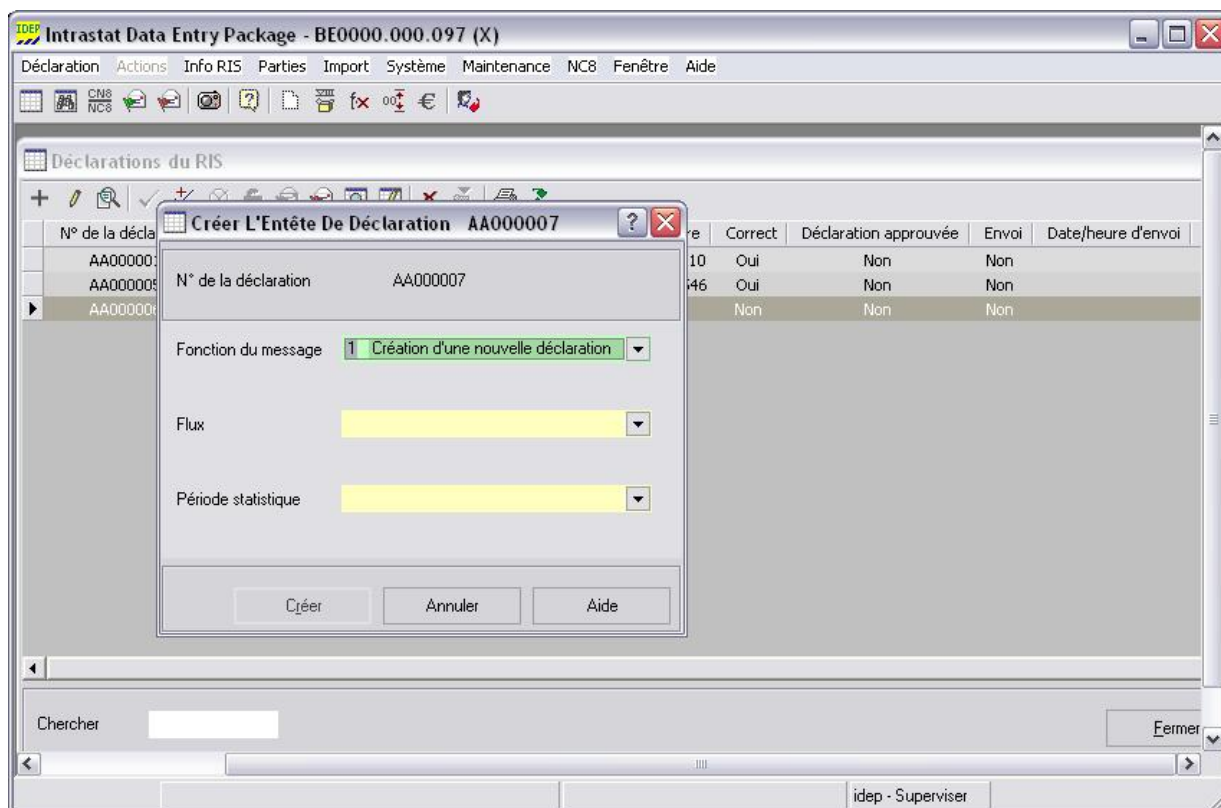 IDEP Intrastat Data Entry Package - BE0000.000.097 (X)
Déclaration Actions Info RIS Parties Import Système Maintenance NC8 Fenêtre Aide
CN8
NC8
Déclarations du RIS
Créer L'Entête De Déclaration AA000007
N° de la décla Correct Déclaration approuvée Envoi Date/heure d'envoi
10 Oui Non Non
AA000005 546 Oui Non Non
Non Non Non
N° de la déclaration AA000007
Fonction du message 1 Création d'une nouvelle déclaration
Flux
Période statistique
Créer Annuler Aide
Chercher
Fermer
idep - Superviser